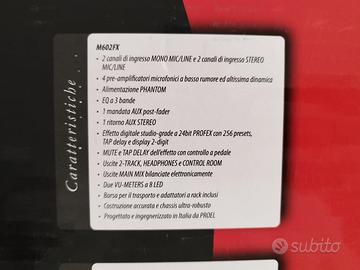 Caratteristiche
M602FX
• 2 canali di ingresso MONO MIC/LINE e 2 canali di ingresso STEREO
MIC/LINE
• 4 pre-amplificatori microfonici a basso rumore ed altissima dinamica
• Alimentazione PHANTOM
• EQ a 3 bande
• 1 mandata AUX post-fader
• 1 ritorno AUX STEREO
• Effetto digitale studio-grade a 24bit PROFEX con 256 presets,
TAP delay e display 2-digit
• MUTE e TAP DELAY dell'effetto con controllo a pedale
• Uscite 2-TRACK, HEADPHONES e CONTROL ROOM
• Uscite MAIN MIX bilanciate elettronicamente
• Due VU-METERS a 8 LED
• Borsa per il trasporto e adattatori a rack inclusi
• Costruzione accurata e chassis ultra-robusto
• Progettato e ingegnerizzato in Italia da PROEL
subito